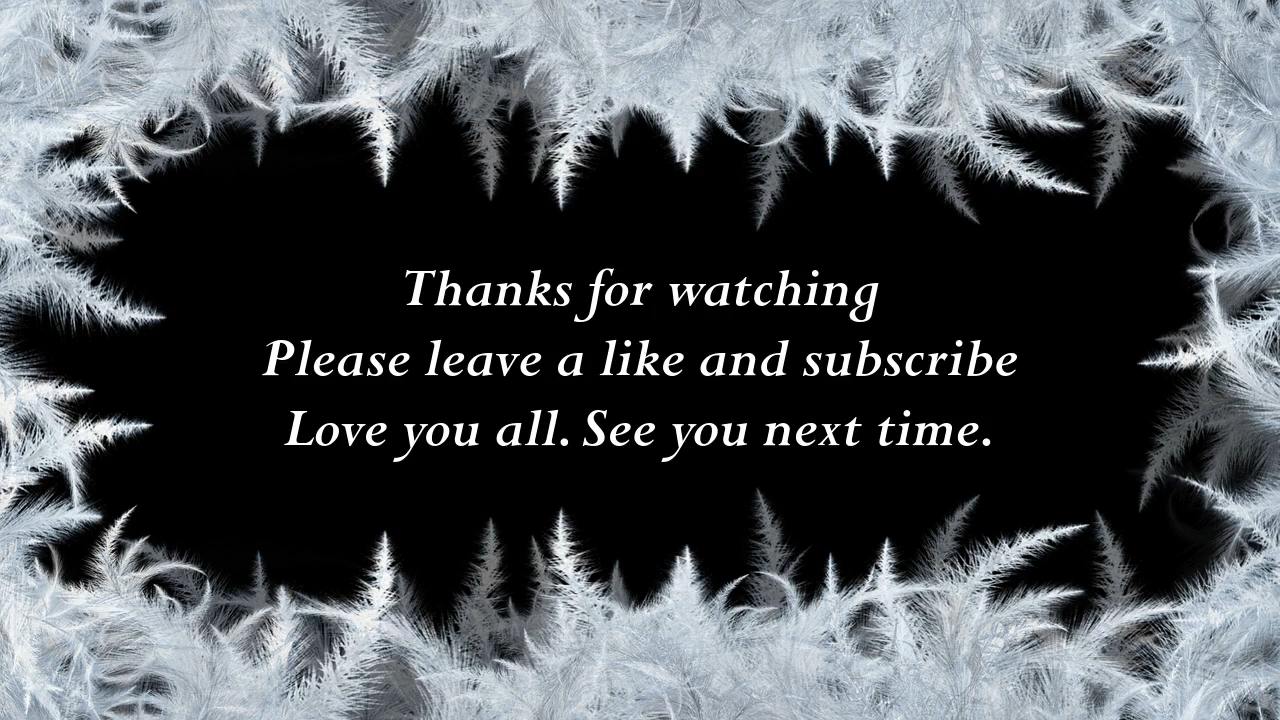 Thanks for watching
Please leave a like and subscribe
Love you all. See you next time.